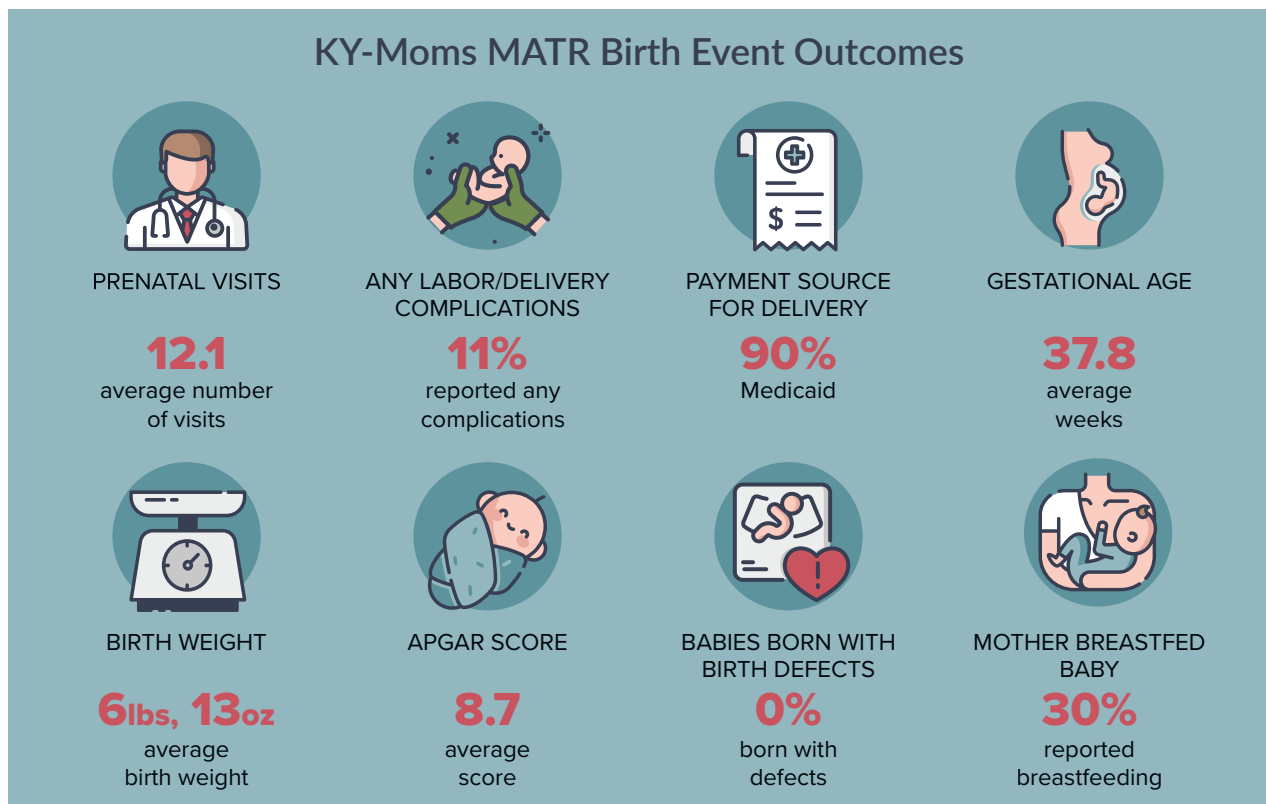 KY-Moms MATR Birth Event Outcomes
PRENATAL VISITS
12.1
average number
of visits
ANY LABOR/DELIVERY
COMPLICATIONS
11%
reported any
complications
$
PAYMENT SOURCE
FOR DELIVERY
90%
Medicaid
GESTATIONAL AGE
37.8
average
weeks
BIRTH WEIGHT
6lbs, 13oz
average
birth weight
APGAR SCORE
8.7
average
score
BABIES BORN WITH
BIRTH DEFECTS
0%
born with
defects
MOTHER BREASTFED
BABY
30%
reported
breastfeeding